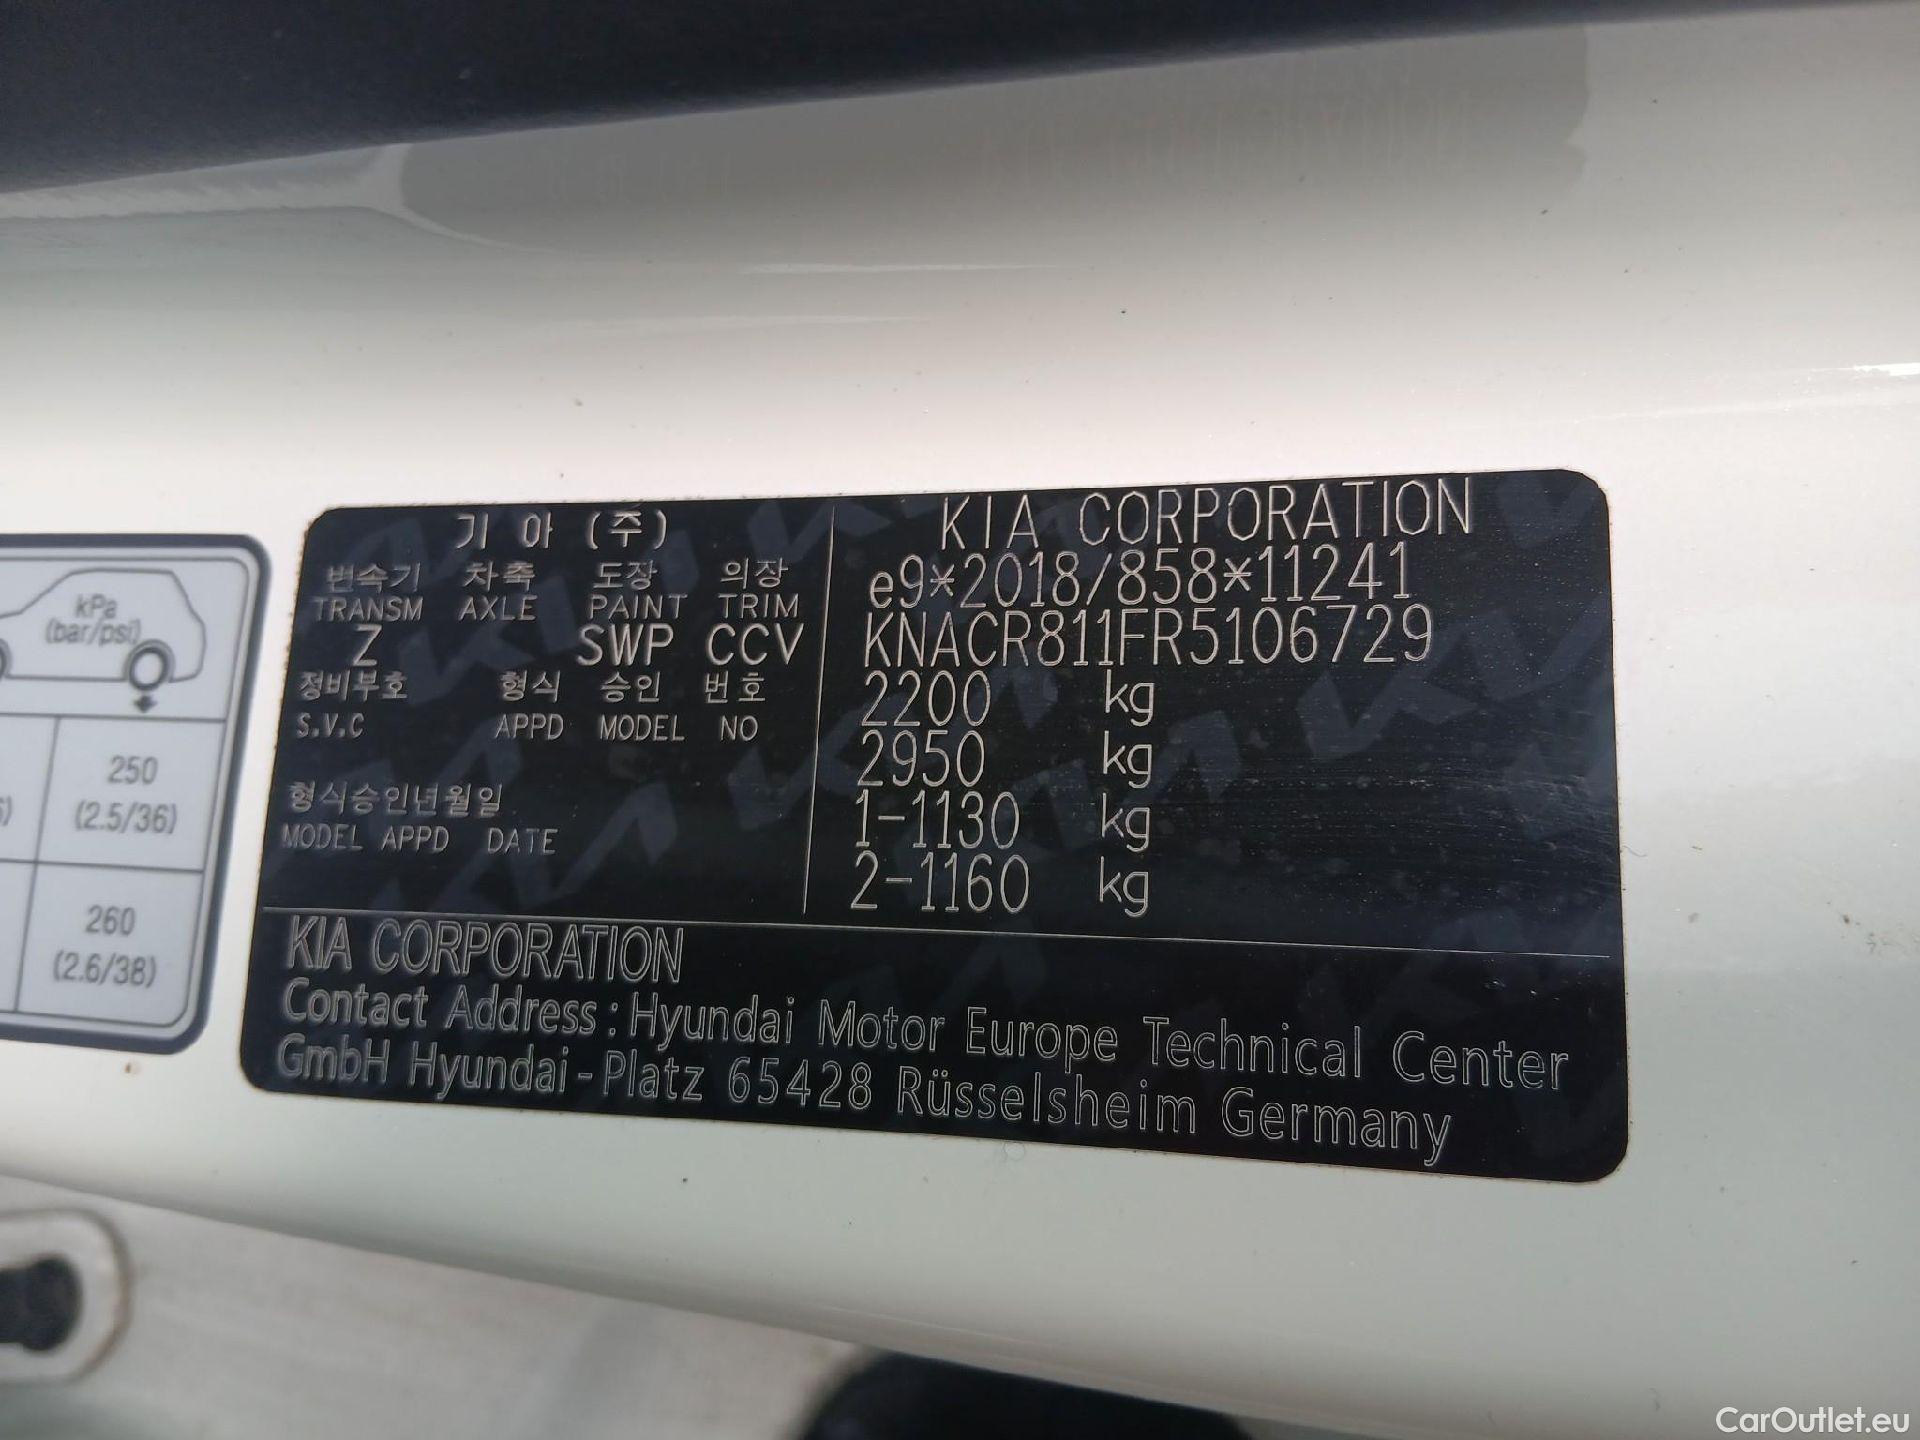 기 아 (주)
변속기 차축 도장 의장
TRANSM AXLE PAINT TRIM
Z SWP CCV
정비부호 형식 승인 번호
S.V.C APPD MODEL NO
형식승인년월일
MODEL APPD DATE
KIA CORPORATION
e9*2018/858*11241
KNACR811FR5106729
2200 kg
2950 kg
1-1130 kg
2-1160 kg
KIA CORPORATION
Contact Address : Hyundai Motor Europe Technical Center
GmbH Hyundai-Platz 65428 Rüsselsheim Germany
kPa
(bar/psi)
250
(2.5/36)
260
(2.6/38)
CarOutlet.eu